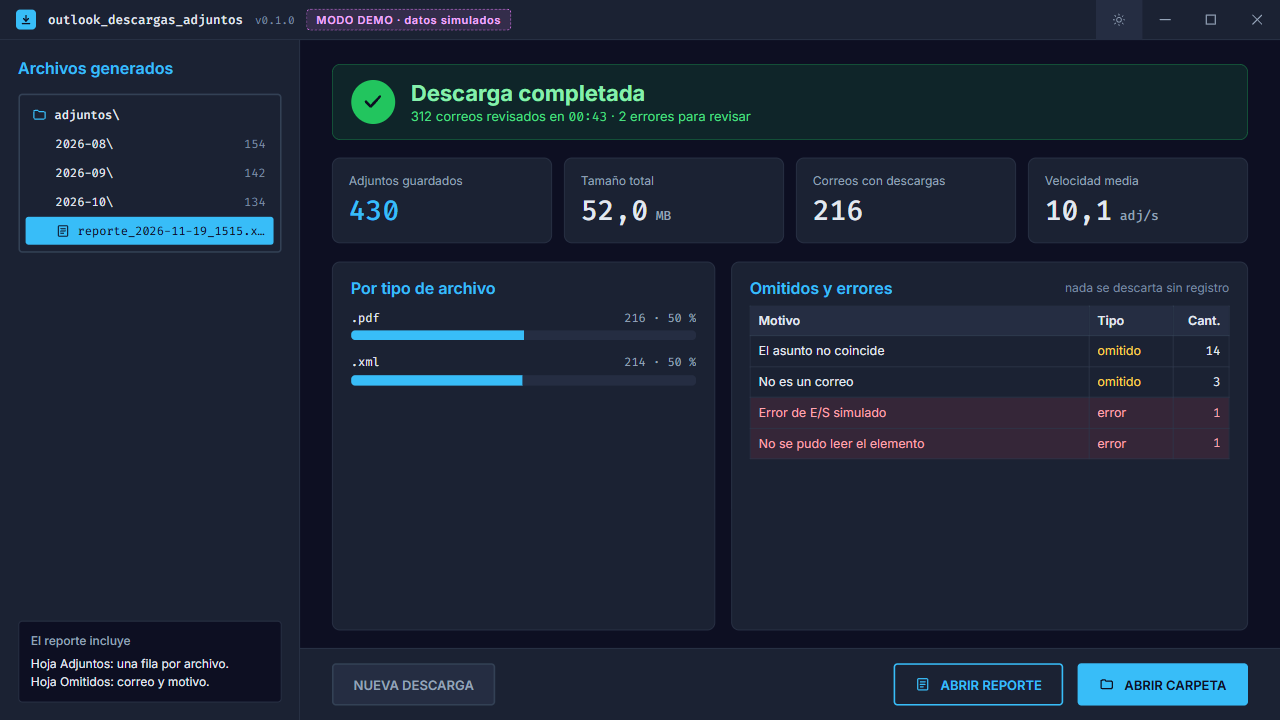 outlook_descargas_adjuntos v0.1.0 MODO DEMO · datos simulados
Archivos generados
adjuntos\
2026-08\ 154
2026-09\ 142
2026-10\ 134
reporte_2026-11-19_1515.x…
El reporte incluye
Hoja Adjuntos: una fila por archivo.
Hoja Omitidos: correo y motivo.
Descarga completada
312 correos revisados en 00:43 · 2 errores para revisar
Adjuntos guardados
430
Tamaño total
52,0 MB
Correos con descargas
216
Velocidad media
10,1 adj/s
Por tipo de archivo
.pdf 216 · 50 %
.xml 214 · 50 %
Omitidos y errores nada se descarta sin registro
Motivo Tipo Cant.
El asunto no coincide omitido 14
No es un correo omitido 3
Error de E/S simulado error 1
No se pudo leer el elemento error 1
NUEVA DESCARGA ABRIR REPORTE ABRIR CARPETA